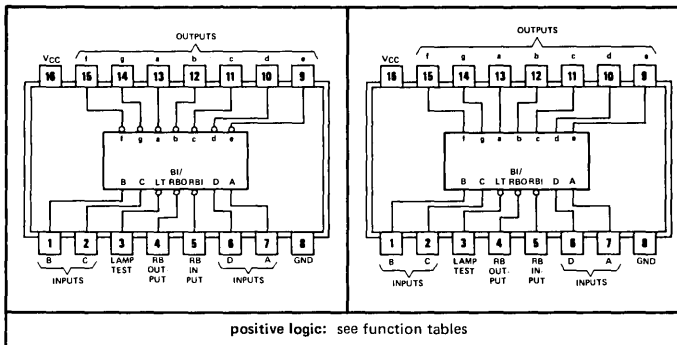 OUTPUTS
VCC f g a b c d e
16 15 14 13 12 11 10 9
f g a b c d e
BI/
B C LT RBO RBI D A
1 2 3 4 5 6 7 8
B C LAMP TEST RB OUT PUT RB IN PUT D A GND
INPUTS INPUTS
OUTPUTS
VCC f g a b c d e
16 15 14 13 12 11 10 9
f g a b c d e
BI/
B C LT RBO RBI D A
1 2 3 4 5 6 7 8
B C LAMP TEST RB OUT- PUT RB IN- PUT D A GND
INPUTS INPUTS
positive logic: see function tables